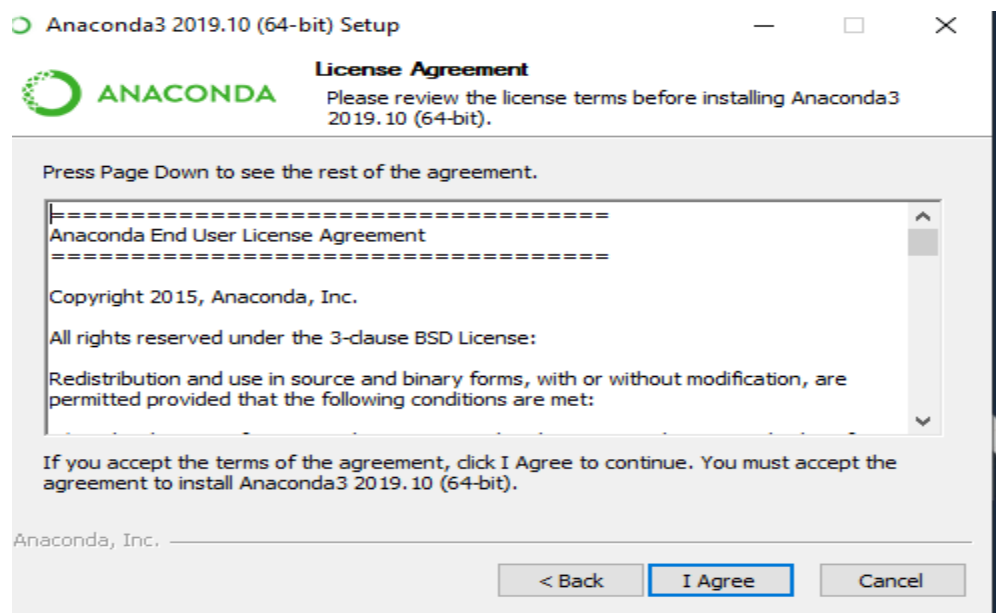 Anaconda3 2019.10 (64-bit) Setup
ANACONDA
License Agreement
Please review the license terms before installing Anaconda3
2019.10 (64-bit).
Press Page Down to see the rest of the agreement.
===================================
Anaconda End User License Agreement
===================================
Copyright 2015, Anaconda, Inc.
All rights reserved under the 3-clause BSD License:
Redistribution and use in source and binary forms, with or without modification, are
permitted provided that the following conditions are met:
If you accept the terms of the agreement, click I Agree to continue. You must accept the
agreement to install Anaconda3 2019.10 (64-bit).
Anaconda, Inc.
< Back
I Agree
Cancel